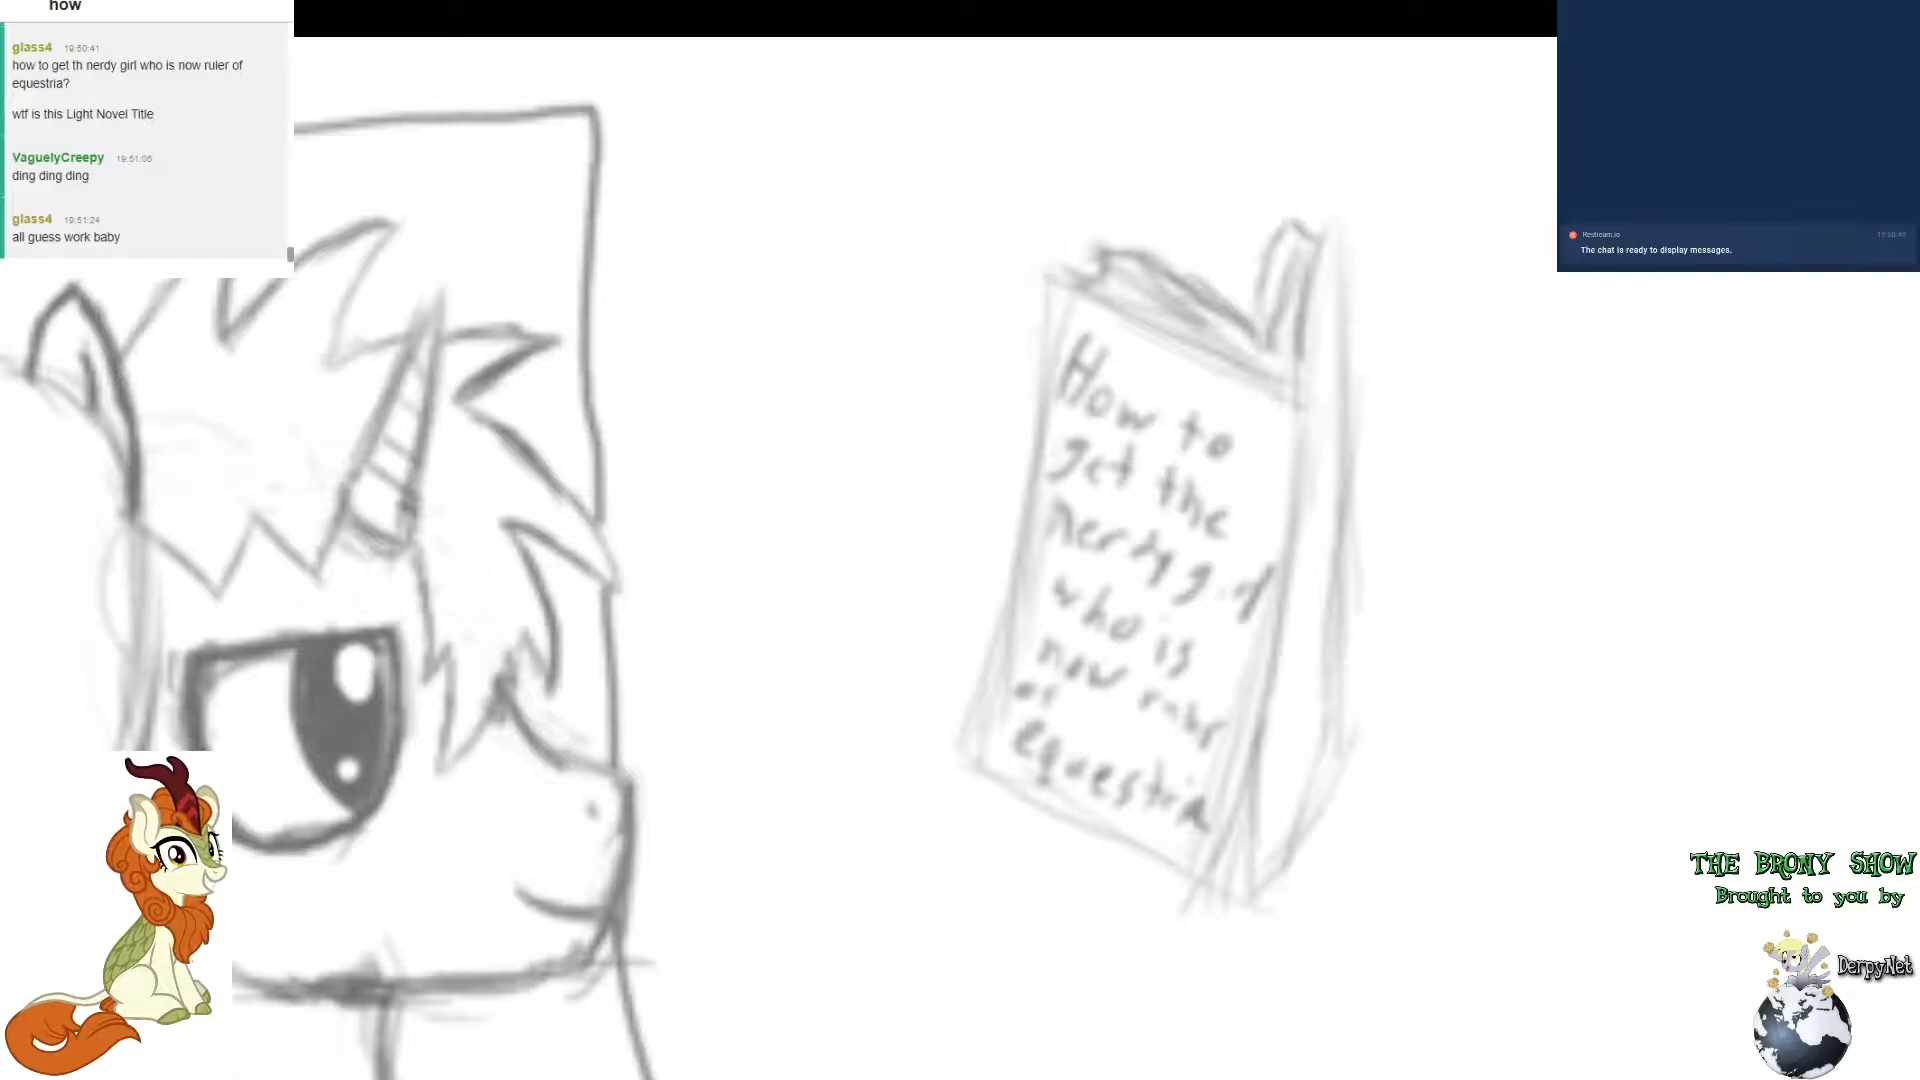 how
glass4 19:50:41
how to get th nerdy girl who is now ruler of
equestria?
wtf is this Light Novel Title
VaguelyCreepy 19:51:06
ding ding ding
glass4 19:51:24
all guess work baby
Restream.io
The chat is ready to display messages.
How to
get the
nerdy girl
who is
now ruler
of
equestria
THE BRONY SHOW
Brought to you by
DerpyNet